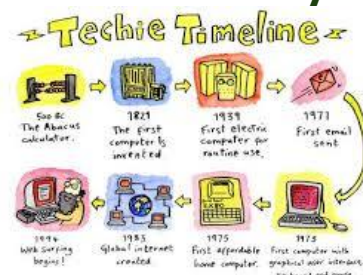 Techie Timeline
500 BC
The Abacus
calculator.
1821
The first
computer is
invented
1939
First electric
computer for
routine use.
1971
First email
sent
1973
First computer with
graphical user interface,
1975
First affordable
home computer.
1983
Global internet
created
1994
Web Surfing
begins!